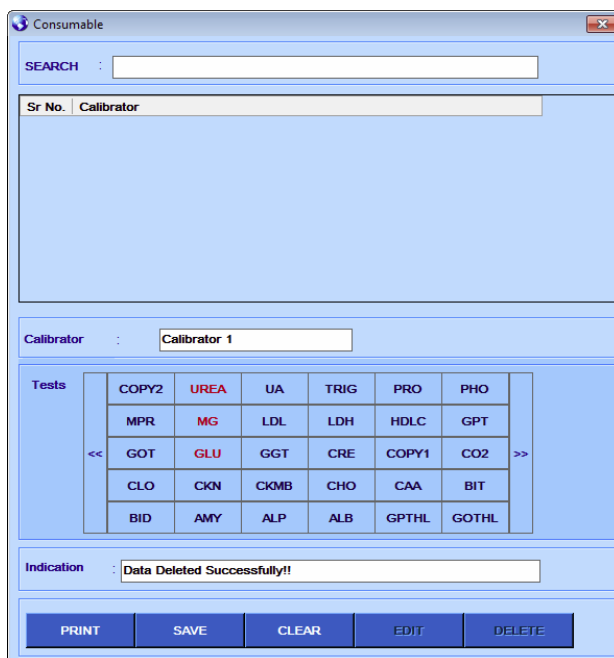 Consumable
SEARCH :
Sr No. Calibrator
Calibrator : Calibrator 1
Tests
COPY2 UREA UA TRIG PRO PHO
MPR MG LDL LDH HDLC GPT
<< GOT GLU GGT CRE COPY1 CO2 >>
CLO CKN CKMB CHO CAA BIT
BID AMY ALP ALB GPTHL GOTHL
Indication : Data Deleted Successfully!!
PRINT SAVE CLEAR EDIT DELETE